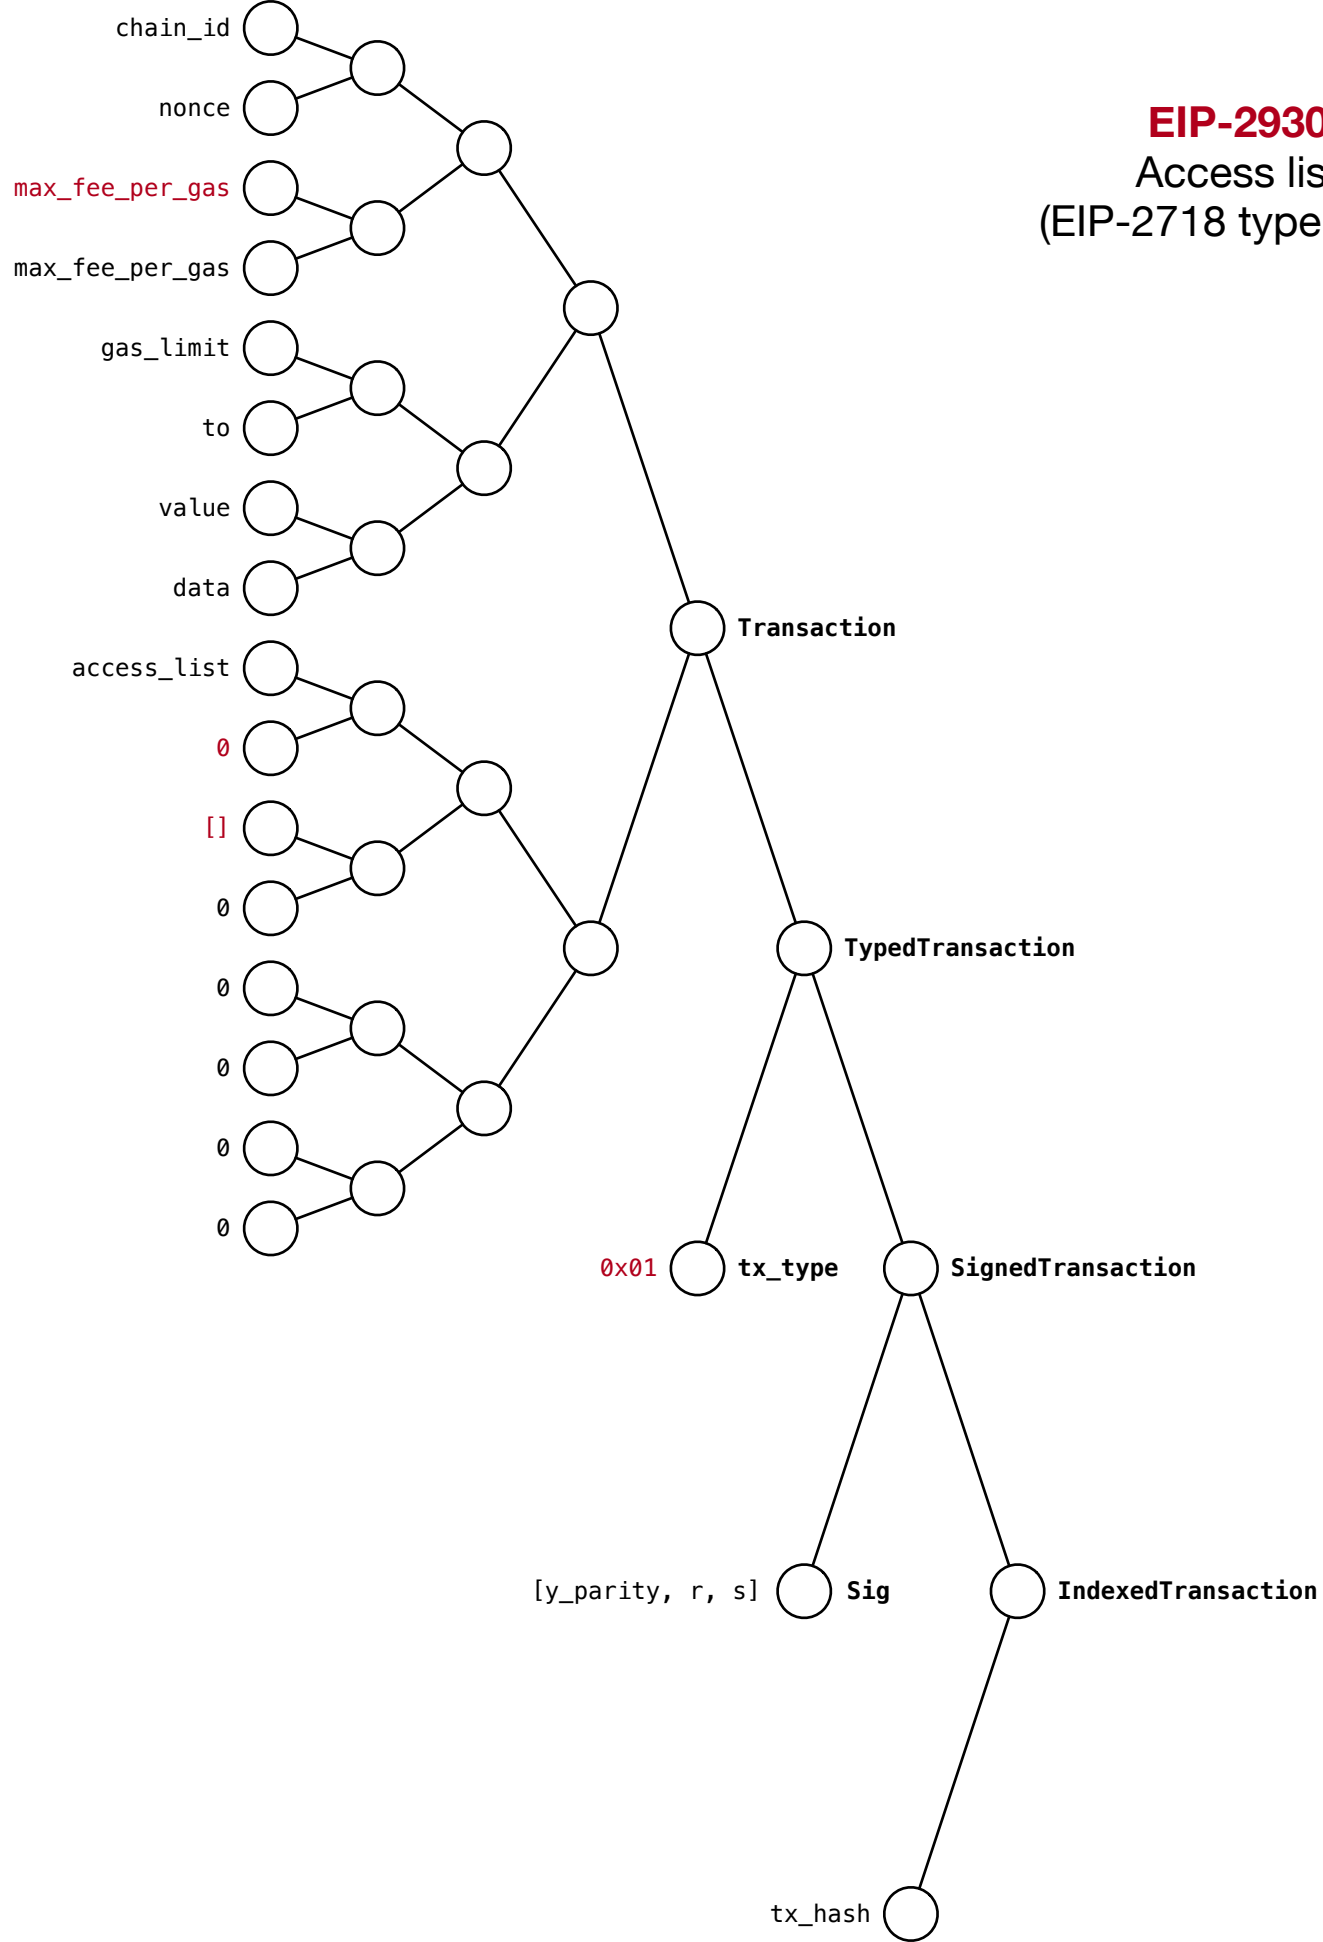 chain_id
nonce
EIP-2930
max_fee_per_gas
Access lis
(EIP-2718 type
max_fee_per_gas
gas_limit
to
value
data
Transaction
access_list
0
[]
0
TypedTransaction
0
0
0
0
0x01 tx_type SignedTransaction
[y_parity, r, s] Sig IndexedTransaction
tx_hash